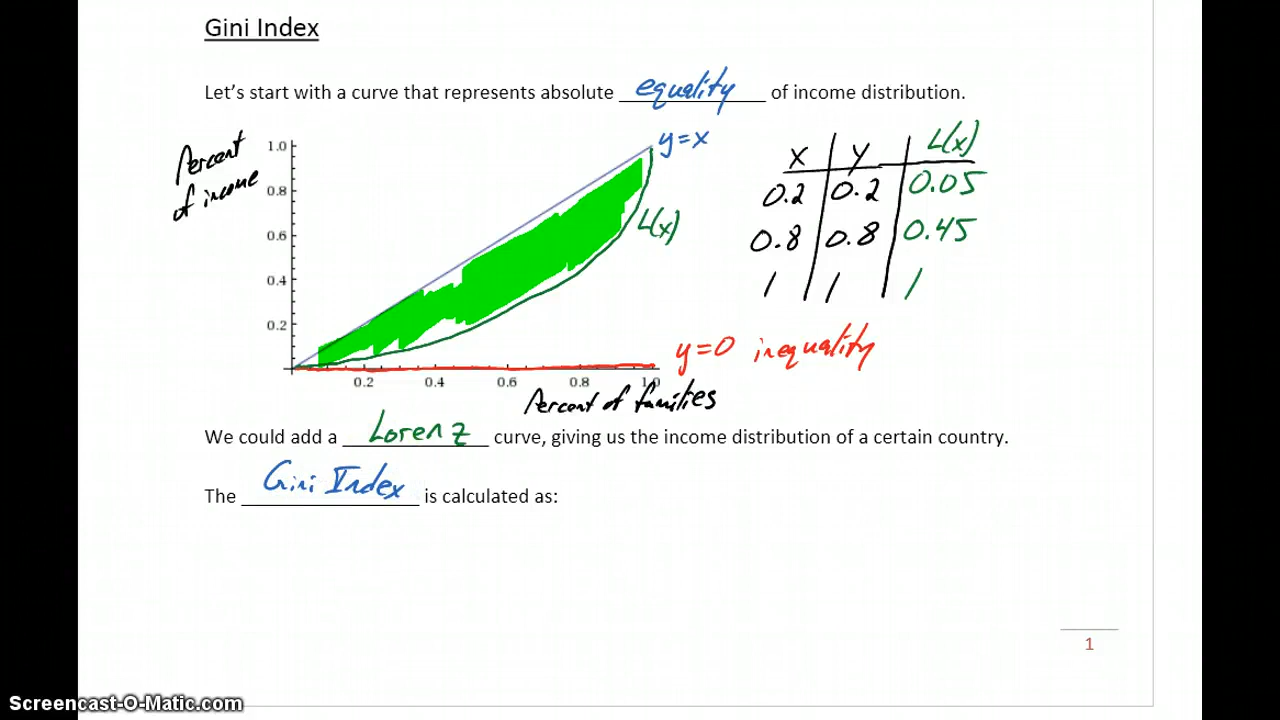 Gini Index
Let's start with a curve that represents absolute equality of income distribution.
Percent
of income
1.0
0.8
0.6
0.4
0.2
y=x
L(x)
0.2 0.4 0.6 0.8 1.0
Percent of families
y=0 inequality
x y L(x)
0.2 0.2 0.05
0.8 0.8 0.45
1 1 1
We could add a Lorenz curve, giving us the income distribution of a certain country.
The Gini Index is calculated as:
1
Screencast-O-Matic.com